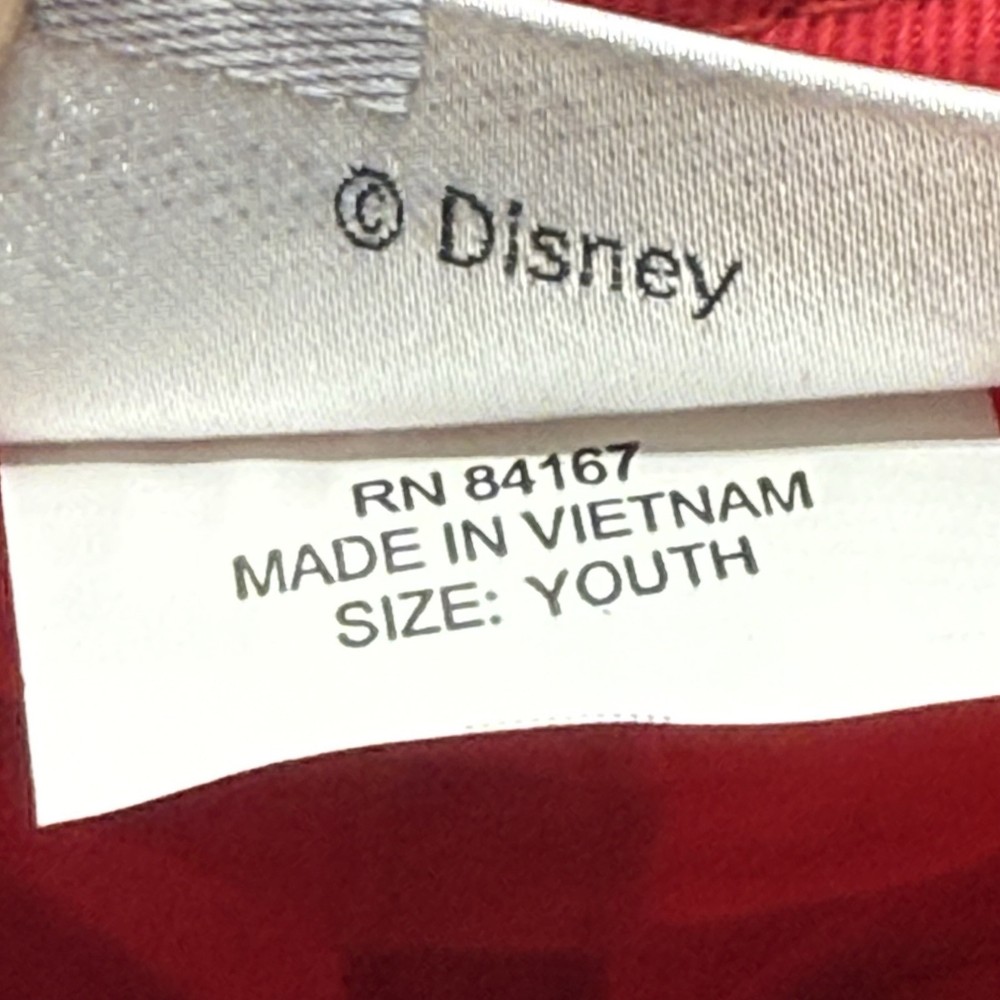 © Disney
RN 84167
MADE IN VIETNAM
SIZE: YOUTH